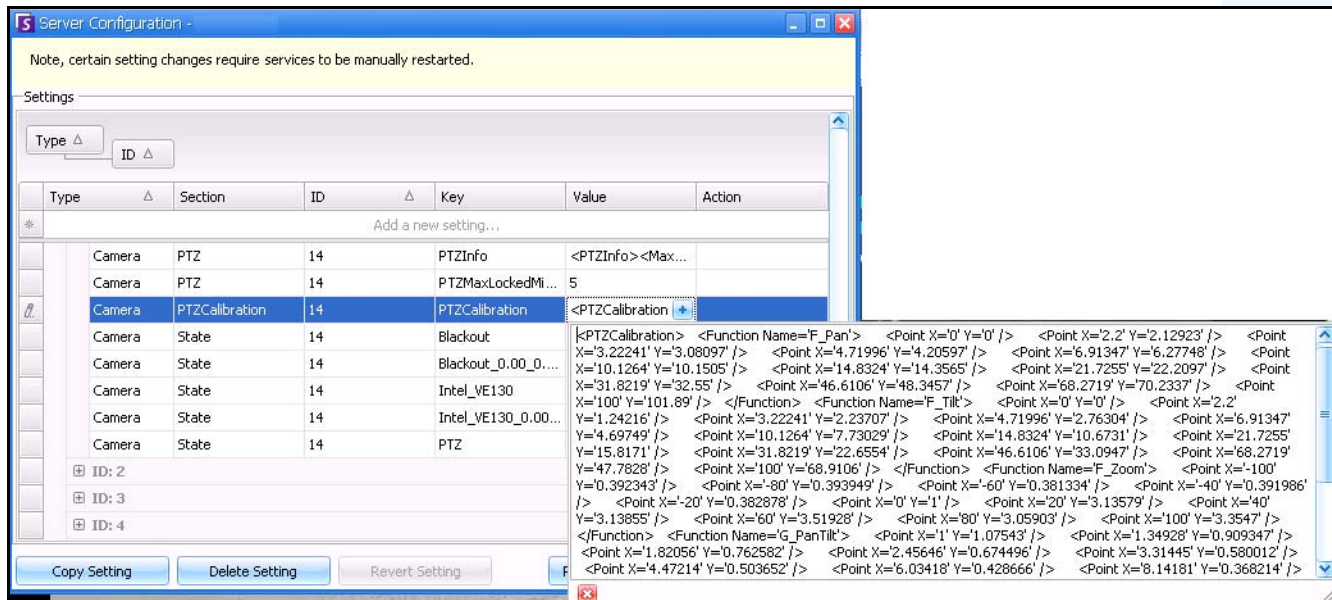 Server Configuration -
Note, certain setting changes require services to be manually restarted.
Settings
Type
ID
Type Section ID Key Value Action
Add a new setting...
Camera PTZ 14 PTZInfo <PTZInfo><Max...
Camera PTZ 14 PTZMaxLockedMi... 5
Camera PTZCalibration 14 PTZCalibration <PTZCalibration
Camera State 14 Blackout
Camera State 14 Blackout_0.00_0....
Camera State 14 Intel_VE130
Camera State 14 Intel_VE130_0.00...
Camera State 14 PTZ
ID: 2
ID: 3
ID: 4
Copy Setting Delete Setting Revert Setting
<PTZCalibration> <Function Name='F_Pan'> <Point X='0' Y='0' /> <Point X='2.2' Y='2.12923' /> <Point
X='3.22241' Y='3.08097' /> <Point X='4.71996' Y='4.20597' /> <Point X='6.91347' Y='6.27748' /> <Point
X='10.1264' Y='10.1505' /> <Point X='14.8324' Y='14.3565' /> <Point X='21.7255' Y='22.2097' /> <Point
X='31.8219' Y='32.55' /> <Point X='46.6106' Y='48.3457' /> <Point X='68.2719' Y='70.2337' /> <Point
X='100' Y='101.89' /> </Function> <Function Name='F_Tilt'> <Point X='0' Y='0' /> <Point X='2.2'
Y='1.24216' /> <Point X='3.22241' Y='2.23707' /> <Point X='4.71996' Y='2.76304' /> <Point X='6.91347'
Y='4.69749' /> <Point X='10.1264' Y='7.73029' /> <Point X='14.8324' Y='10.6731' /> <Point X='21.7255'
Y='15.8171' /> <Point X='31.8219' Y='22.6554' /> <Point X='46.6106' Y='33.0947' /> <Point X='68.2719'
Y='47.7828' /> <Point X='100' Y='68.9106' /> </Function> <Function Name='F_Zoom'> <Point X='-100'
Y='0.392343' /> <Point X='-80' Y='0.393949' /> <Point X='-60' Y='0.381334' /> <Point X='-40' Y='0.391986'
/> <Point X='-20' Y='0.382878' /> <Point X='0' Y='1' /> <Point X='20' Y='3.13579' /> <Point X='40'
Y='3.13855' /> <Point X='60' Y='3.51928' /> <Point X='80' Y='3.05903' /> <Point X='100' Y='3.3547' />
</Function> <Function Name='G_PanTilt'> <Point X='1' Y='1.07543' /> <Point X='1.34928' Y='0.909347' />
<Point X='1.82056' Y='0.762582' /> <Point X='2.45646' Y='0.674496' /> <Point X='3.31445' Y='0.580012' />
<Point X='4.47214' Y='0.503652' /> <Point X='6.03418' Y='0.428666' /> <Point X='8.14181' Y='0.368214' />